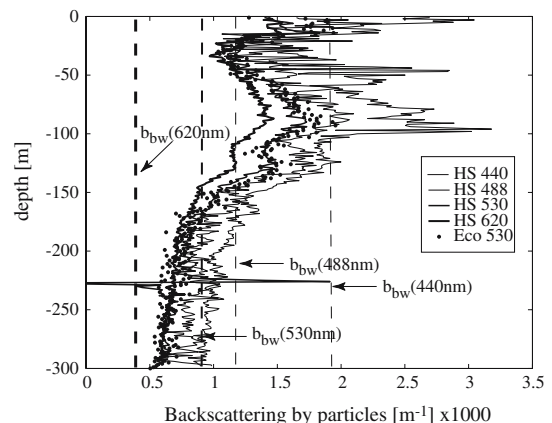 0
−50
−100
−150
−200
−250
−300
depth [m]
b_bw(620nm)
HS 440
HS 488
HS 530
HS 620
Eco 530
b_bw(488nm)
b_bw(440nm)
b_bw(530nm)
0 0.5 1 1.5 2 2.5 3 3.5
Backscattering by particles [m⁻¹] x1000